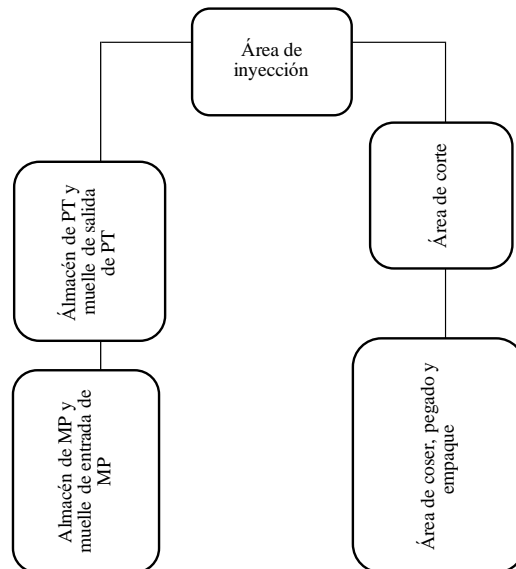 Área de
inyección
Álmacén de PT y
muelle de salida
de PT
Área de corte
Almacén de MP y
muelle de entrada de
MP
Área de coser, pegado y
empaque